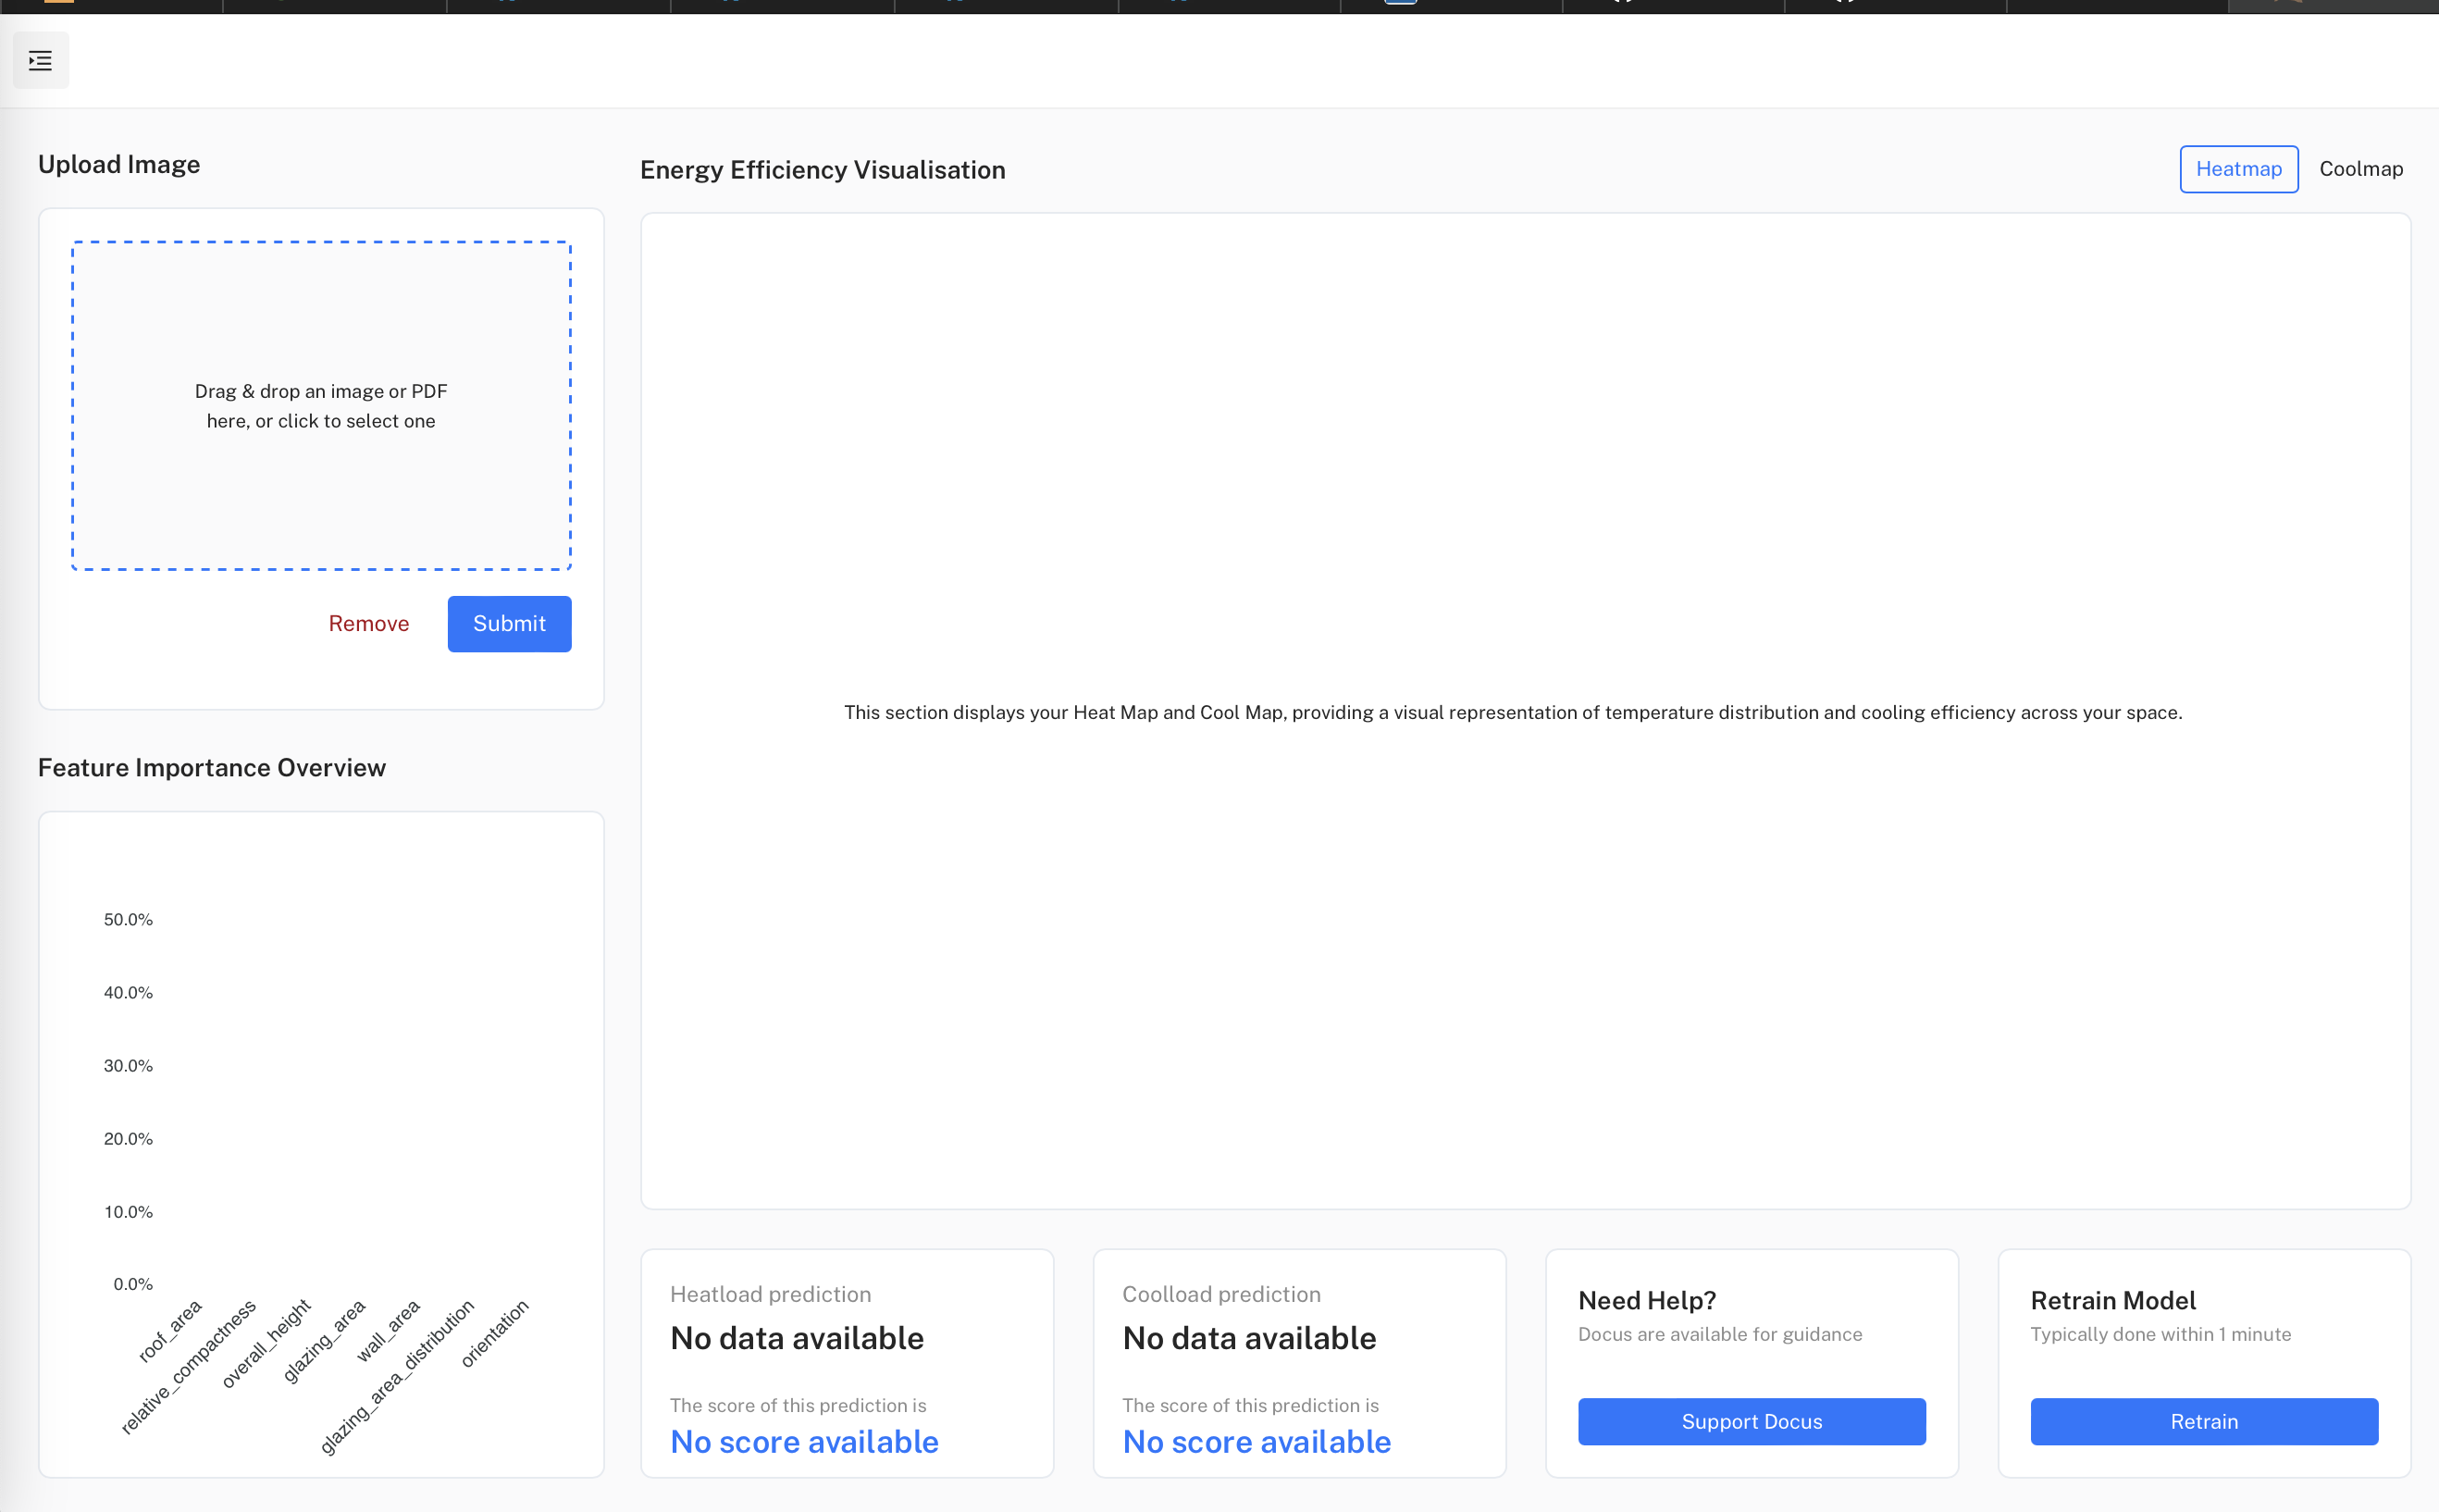 Upload Image
Drag & drop an image or PDF
here, or click to select one
Remove
Submit
Feature Importance Overview
50.0%
40.0%
30.0%
20.0%
10.0%
0.0%
roof_area
relative_compactness
overall_height
glazing_area
wall_area
glazing_area_distribution
orientation
Energy Efficiency Visualisation
Heatmap
Coolmap
This section displays your Heat Map and Cool Map, providing a visual representation of temperature distribution and cooling efficiency across your space.
Heatload prediction
No data available
The score of this prediction is
No score available
Coolload prediction
No data available
The score of this prediction is
No score available
Need Help?
Docus are available for guidance
Support Docus
Retrain Model
Typically done within 1 minute
Retrain